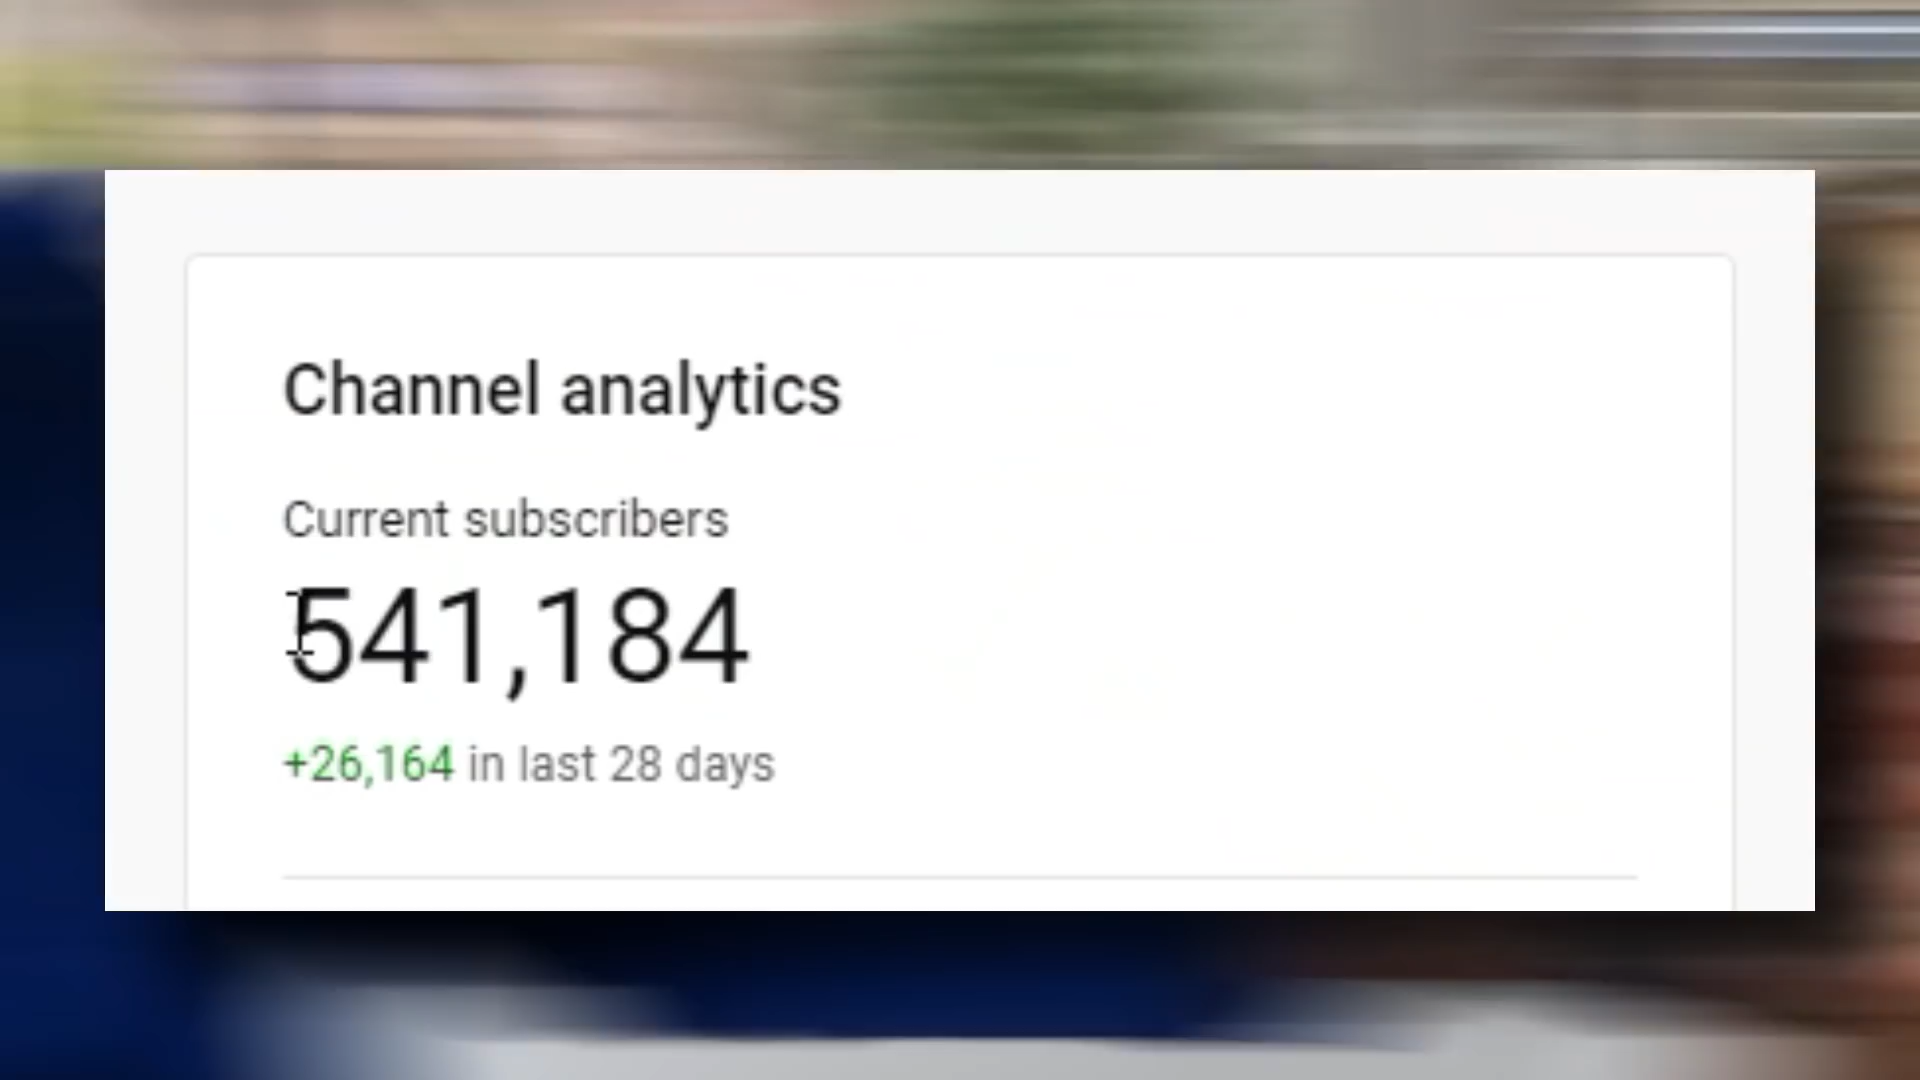 Channel analytics
Current subscribers
541,184
+26,164 in last 28 days